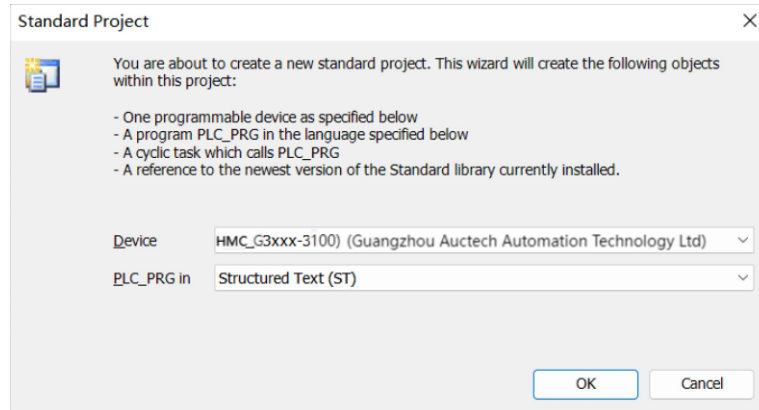 Standard Project
You are about to create a new standard project. This wizard will create the following objects
within this project:
- One programmable device as specified below
- A program PLC_PRG in the language specified below
- A cyclic task which calls PLC_PRG
- A reference to the newest version of the Standard library currently installed.
Device HMC_G3xxx-3100) (Guangzhou Auctech Automation Technology Ltd)
PLC_PRG in Structured Text (ST)
OK Cancel